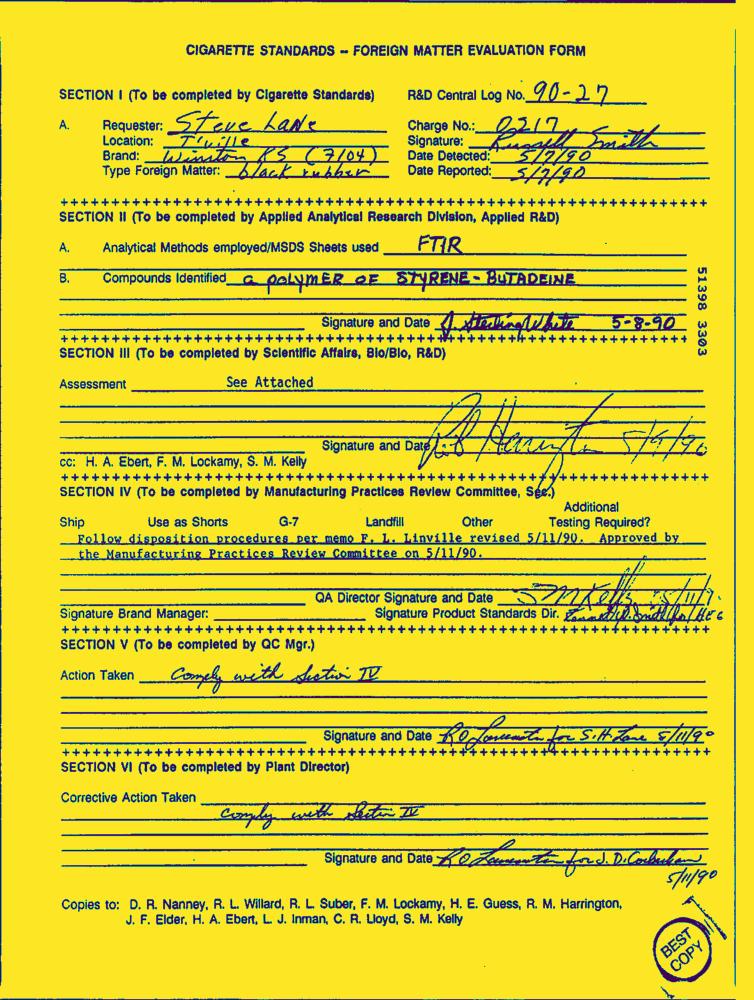 CIGARETTE STANDARDS -- FOREIGN MATTER EVALUATION FORM
SECTION I (To be completed by Cigarette Standards) R&D Central Log No. 90-27
A. Requester: Steve Lane Charge No.: 0217
Location: T'ville Signature: Russell Smith
Brand: Winston KS (7104) Date Detected: 5/7/90
Type Foreign Matter: black rubber Date Reported: 5/7/90
++++++++++++++++++++++++++++++++++++++++++++++++++++++++++++++++++++
SECTION II (To be completed by Applied Analytical Research Division, Applied R&D)
A. Analytical Methods employed/MSDS Sheets used FTIR
B. Compounds Identified a POLYMER OF STYRENE-BUTADEINE
51398 3303
Signature and Date J. Sterling White 5-8-90
++++++++++++++++++++++++++++++++++++++++++++++++++++++++++++++++++++
SECTION III (To be completed by Scientific Affairs, Bio/Bio, R&D)
Assessment See Attached
Signature and Date Harrington 5/9/90
cc: H. A. Ebert, F. M. Lockamy, S. M. Kelly
++++++++++++++++++++++++++++++++++++++++++++++++++++++++++++++++++++
SECTION IV (To be completed by Manufacturing Practices Review Committee, Sec.)
Ship Use as Shorts G-7 Landfill Other Additional Testing Required?
Follow disposition procedures per memo F. L. Linville revised 5/11/90. Approved by
the Manufacturing Practices Review Committee on 5/11/90.
QA Director Signature and Date SM Kelly 5/11/9
Signature Brand Manager: Signature Product Standards Dir. Smith for HEG
++++++++++++++++++++++++++++++++++++++++++++++++++++++++++++++++++++
SECTION V (To be completed by QC Mgr.)
Action Taken Comply with Section IV
Signature and Date RO for S.H. Lane 5/11/90
++++++++++++++++++++++++++++++++++++++++++++++++++++++++++++++++++++
SECTION VI (To be completed by Plant Director)
Corrective Action Taken
Comply with Section IV
Signature and Date RO for J. D.
5/11/90
Copies to: D. R. Nanney, R. L. Willard, R. L. Suber, F. M. Lockamy, H. E. Guess, R. M. Harrington,
J. F. Elder, H. A. Ebert, L. J. Inman, C. R. Lloyd, S. M. Kelly
BEST
COPY